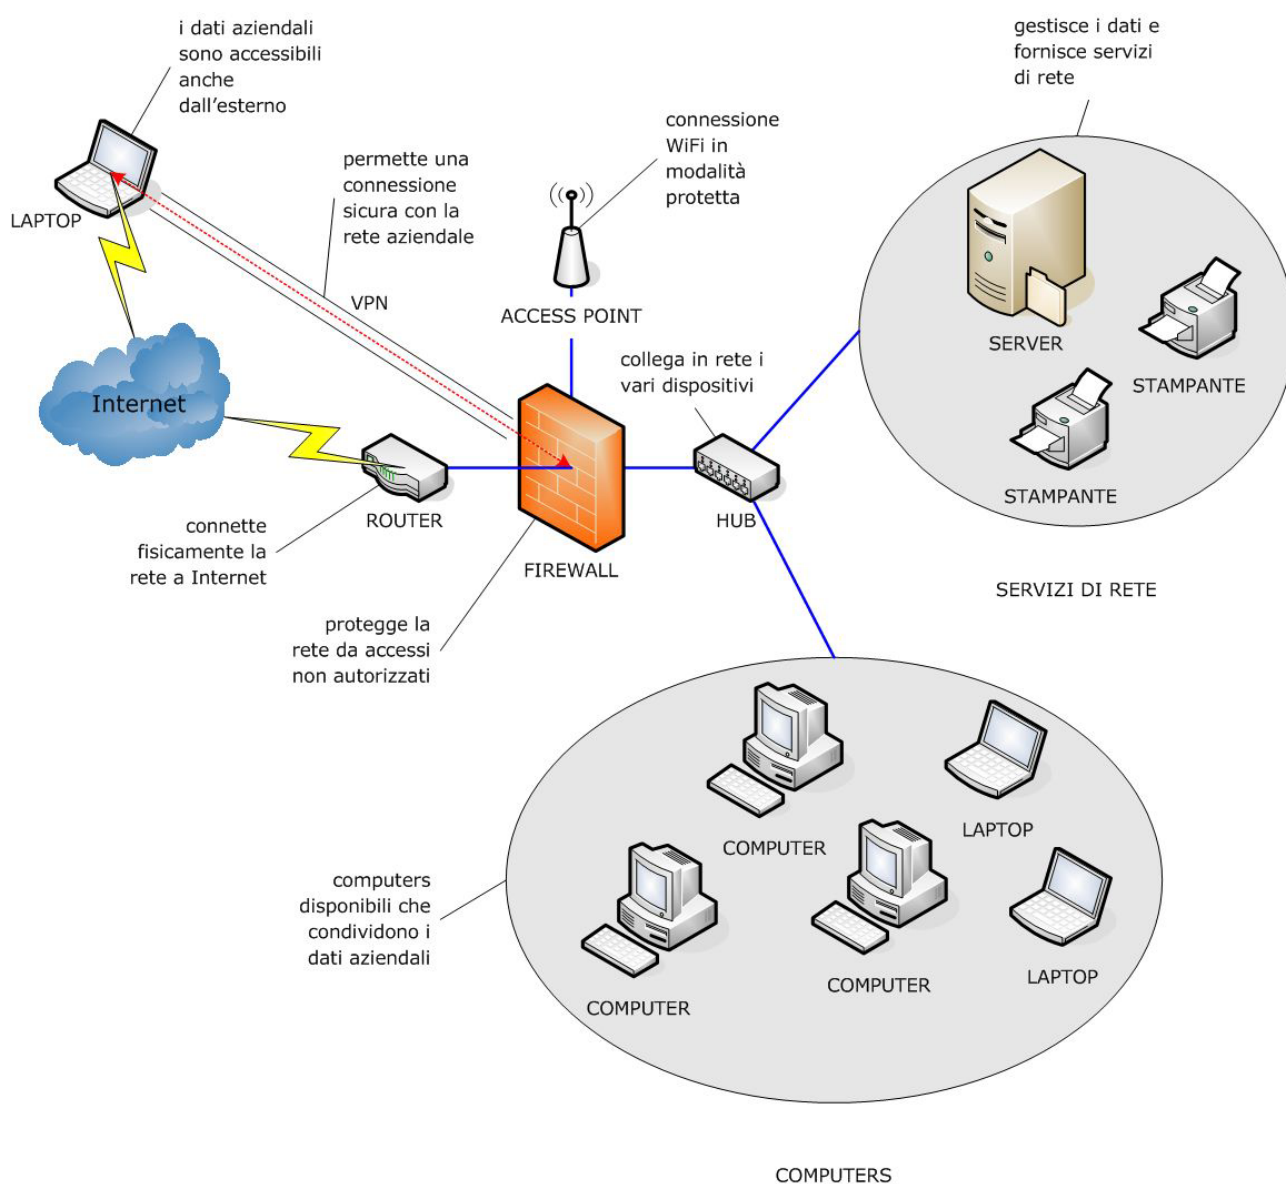 i dati aziendali
sono accessibili
anche
dall'esterno
LAPTOP
permette una
connessione
sicura con la
rete aziendale
VPN
connessione
WiFi in
modalità
protetta
ACCESS POINT
gestisce i dati e
fornisce servizi
di rete
SERVER
STAMPANTE
STAMPANTE
SERVIZI DI RETE
collega in rete i
vari dispositivi
HUB
Internet
ROUTER
connette
fisicamente la
rete a Internet
FIREWALL
protegge la
rete da accessi
non autorizzati
computers
disponibili che
condividono i
dati aziendali
COMPUTER
LAPTOP
COMPUTER
LAPTOP
COMPUTER
COMPUTERS